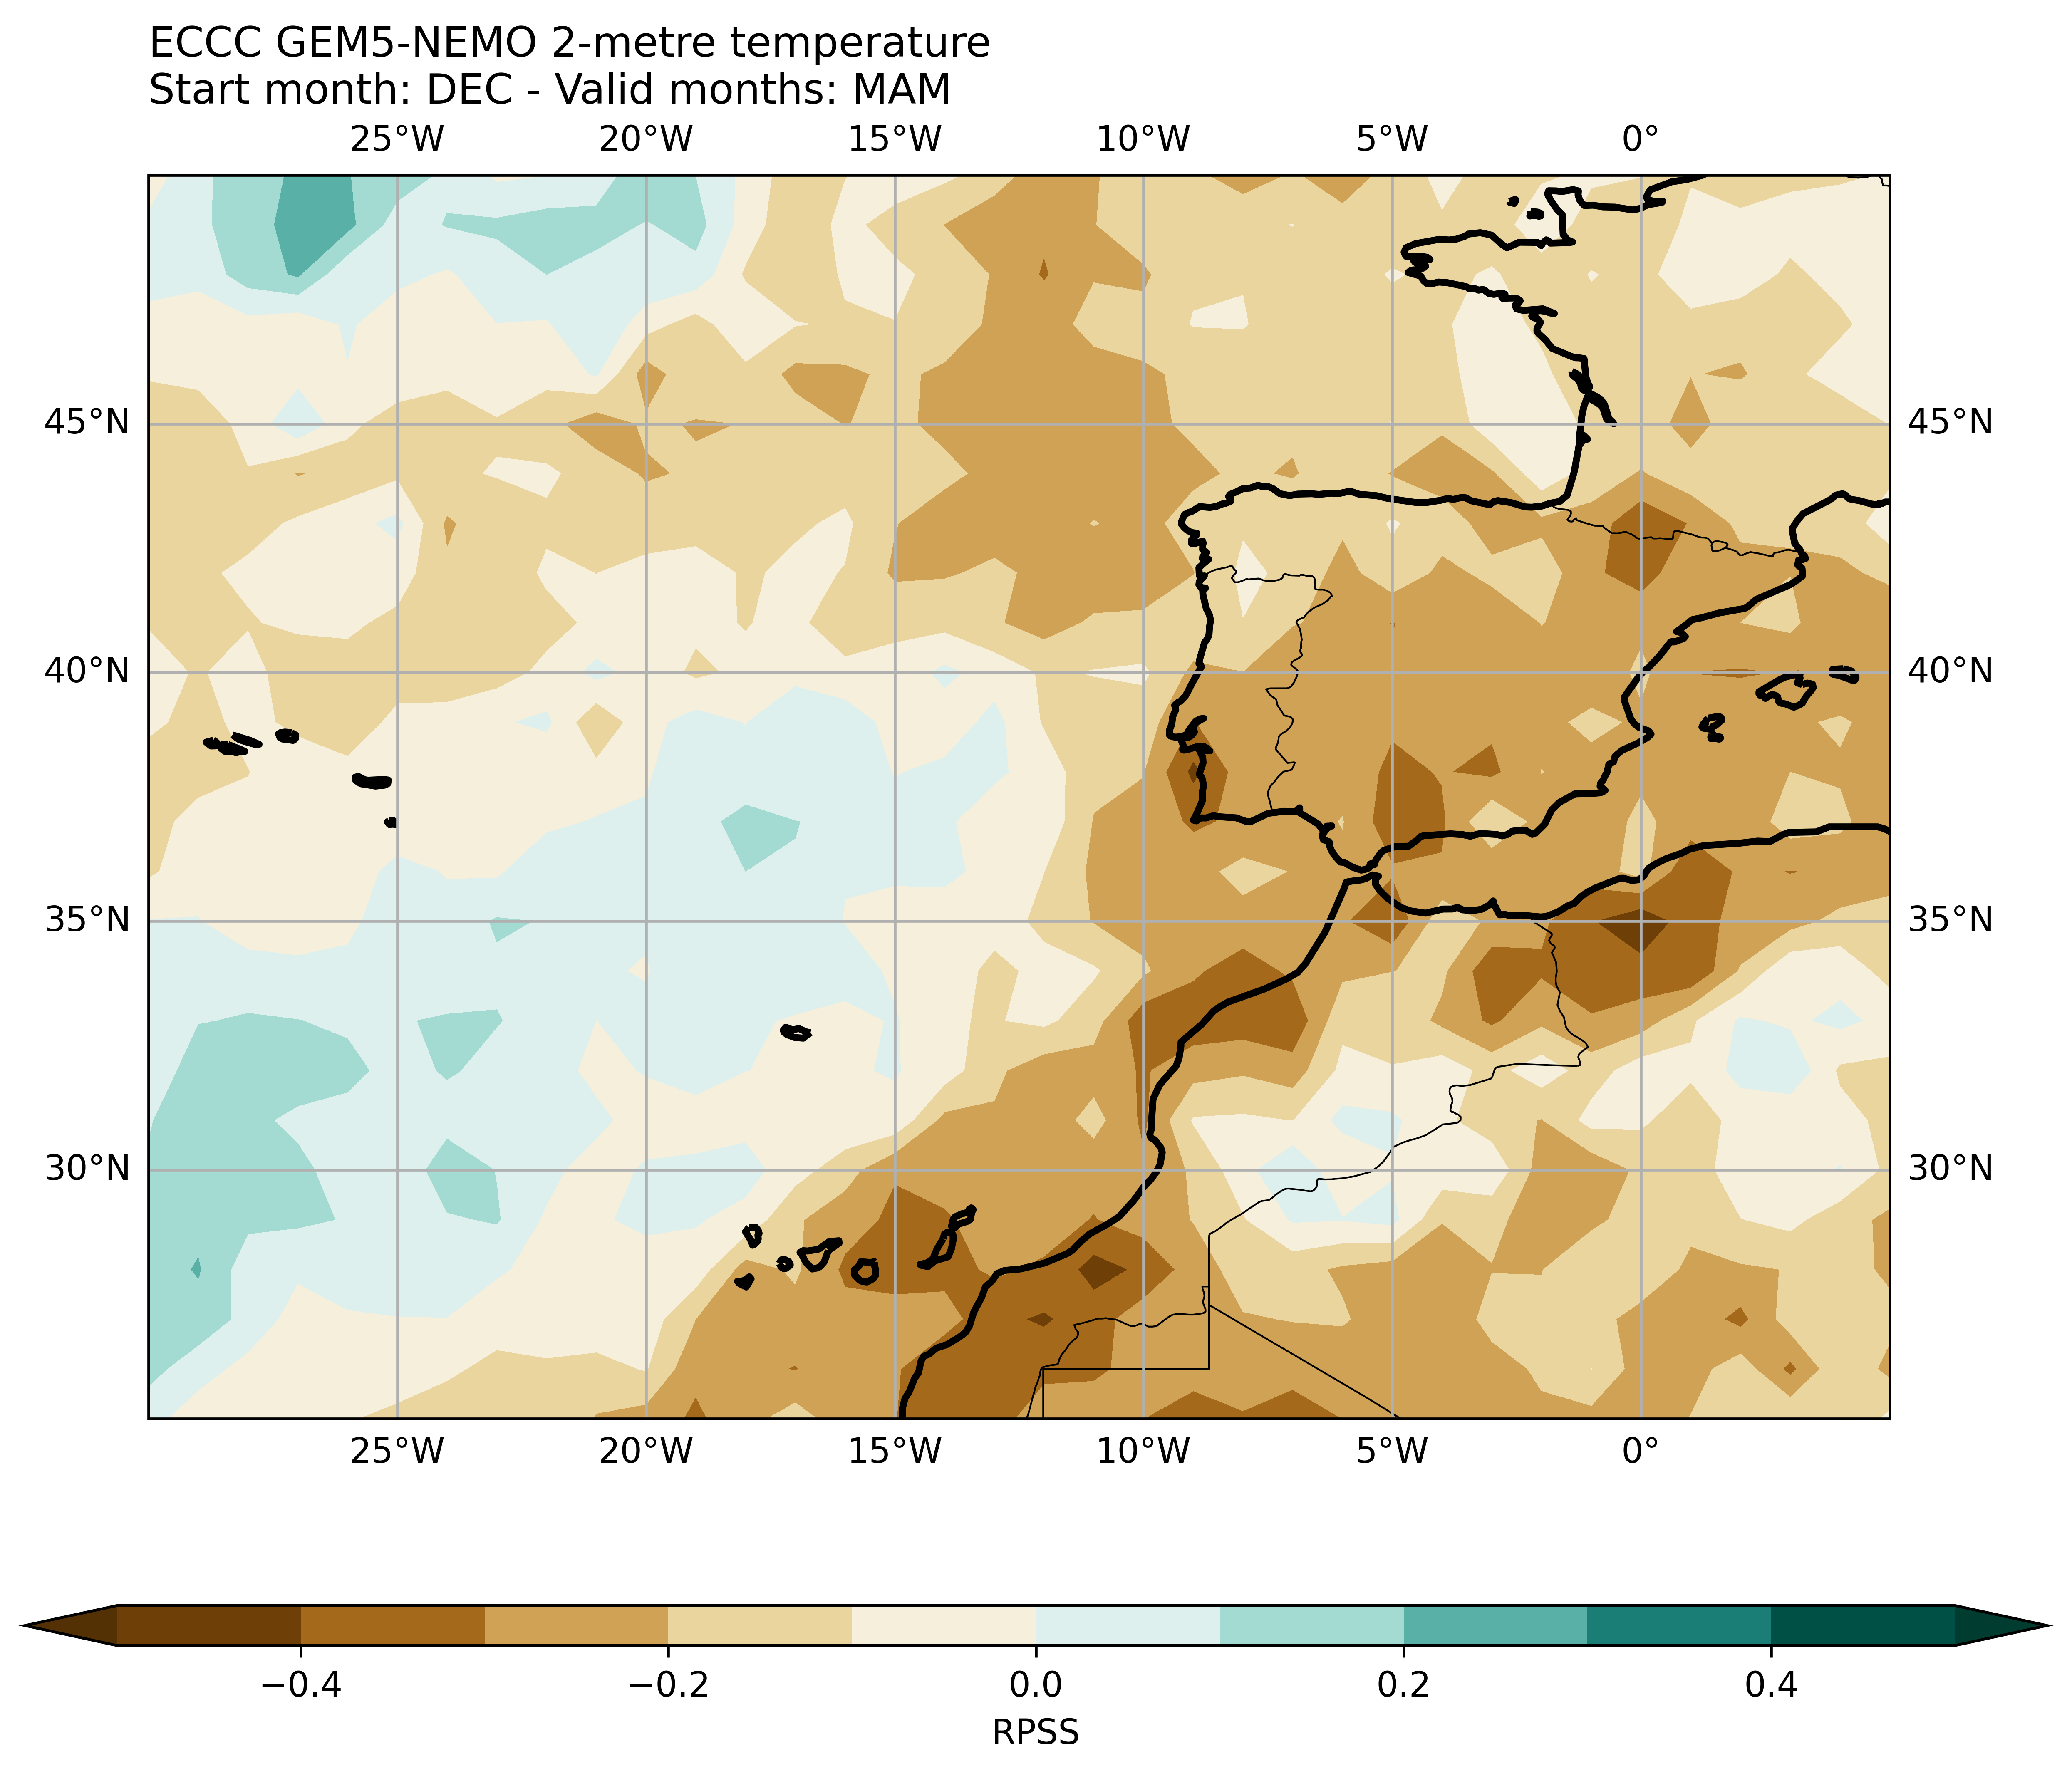 ECCC GEM5-NEMO 2-metre temperature
Start month: DEC - Valid months: MAM
25°W 20°W 15°W 10°W 5°W 0°
45°N 45°N
40°N 40°N
35°N 35°N
30°N 30°N
25°W 20°W 15°W 10°W 5°W 0°
−0.4 −0.2 0.0 0.2 0.4
RPSS